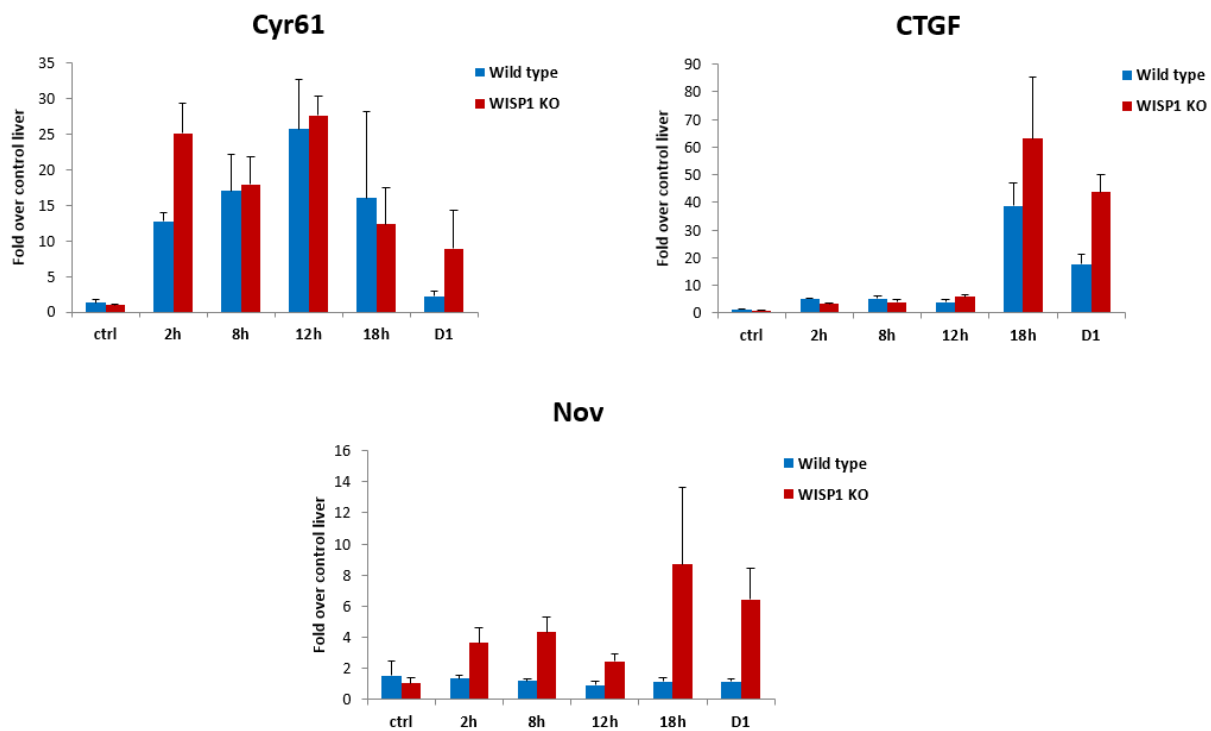 Cyr61
Fold over control liver
35
30
25
20
15
10
5
0
ctrl 2h 8h 12h 18h D1
Wild type
WISP1 KO
CTGF
Fold over control liver
90
80
70
60
50
40
30
20
10
0
ctrl 2h 8h 12h 18h D1
Wild type
WISP1 KO
Nov
Fold over control liver
16
14
12
10
8
6
4
2
0
ctrl 2h 8h 12h 18h D1
Wild type
WISP1 KO